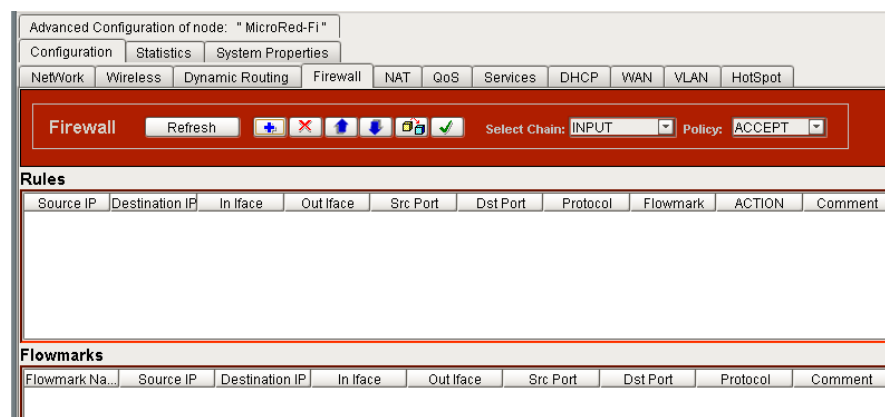 Advanced Configuration of node: "MicroRed-Fi"
Configuration Statistics System Properties
NetWork Wireless Dynamic Routing Firewall NAT QoS Services DHCP WAN VLAN HotSpot
Firewall Refresh Select Chain: INPUT Policy: ACCEPT
Rules
Source IP Destination IP In Iface Out Iface Src Port Dst Port Protocol Flowmark ACTION Comment
Flowmarks
Flowmark Na... Source IP Destination IP In Iface Out Iface Src Port Dst Port Protocol Comment